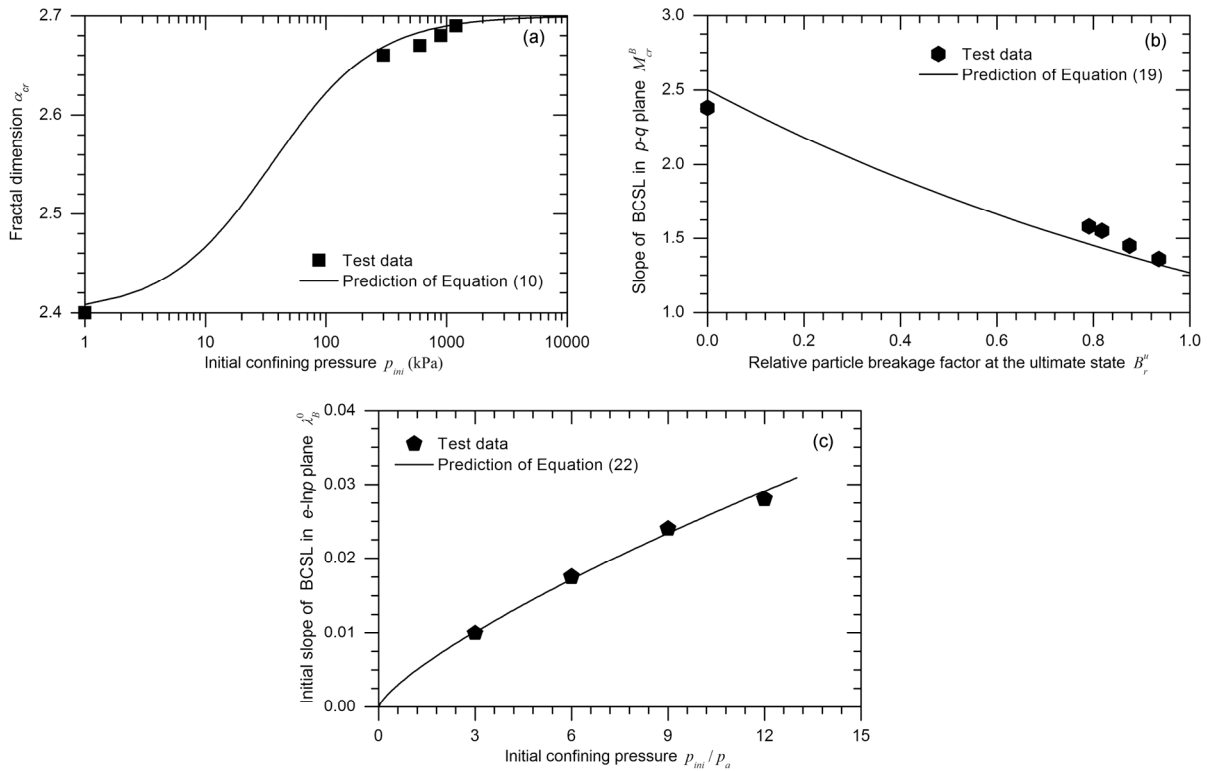 2.7
2.6
2.5
2.4
Fractal dimension α_cr
(a)
Test data
Prediction of Equation (10)
1
10
100
1000
10000
Initial confining pressure p_ini (kPa)
3.0
2.5
2.0
1.5
1.0
Slope of BCSL in p-q plane M_cr^B
(b)
Test data
Prediction of Equation (19)
0.0
0.2
0.4
0.6
0.8
1.0
Relative particle breakage factor at the ultimate state B_r^u
0.04
0.03
0.02
0.01
0.00
Initial slope of BCSL in e-lnp plane λ_B^0
(c)
Test data
Prediction of Equation (22)
0
3
6
9
12
15
Initial confining pressure p_ini / p_a